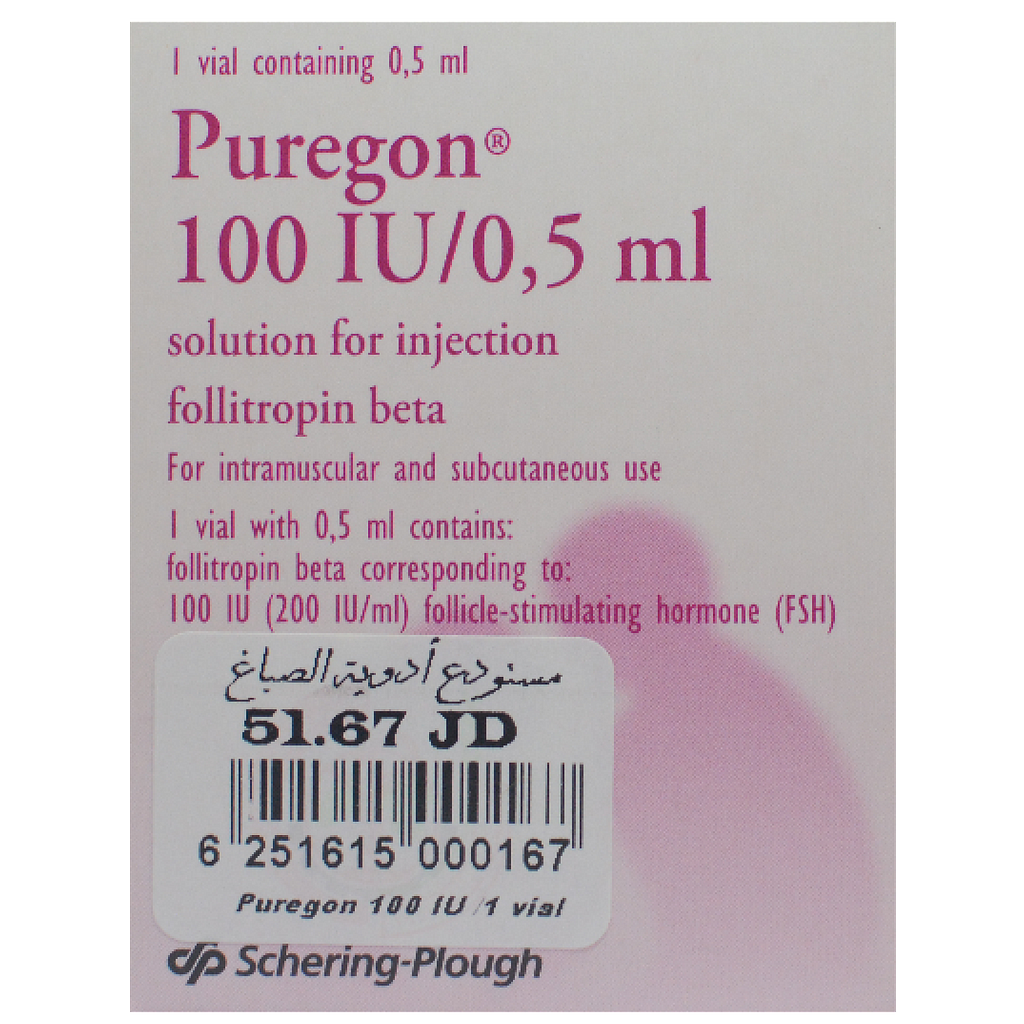 1 vial containing 0,5 ml
Puregon®
100 IU/0,5 ml
solution for injection
follitropin beta
For intramuscular and subcutaneous use
1 vial with 0,5 ml contains:
follitropin beta corresponding to:
100 IU (200 IU/ml) follicle-stimulating hormone (FSH)
مستودع أدوية الصباغ
51.67 JD
6 251615 000167
Puregon 100 IU /1 vial
Schering-Plough